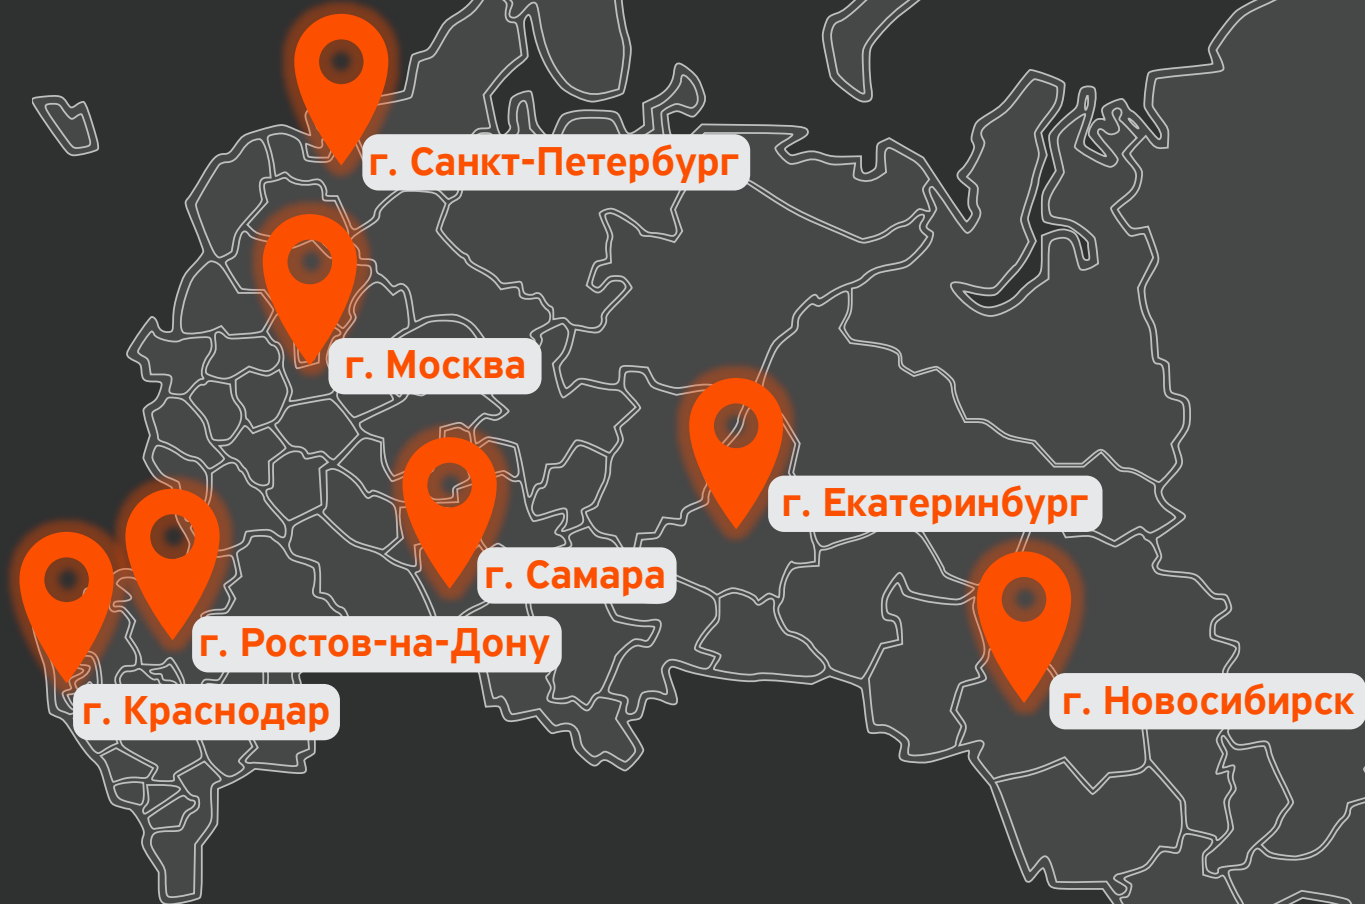 г. Санкт-Петербург
г. Москва
г. Екатеринбург
г. Самара
г. Ростов-на-Дону
г. Новосибирск
г. Краснодар